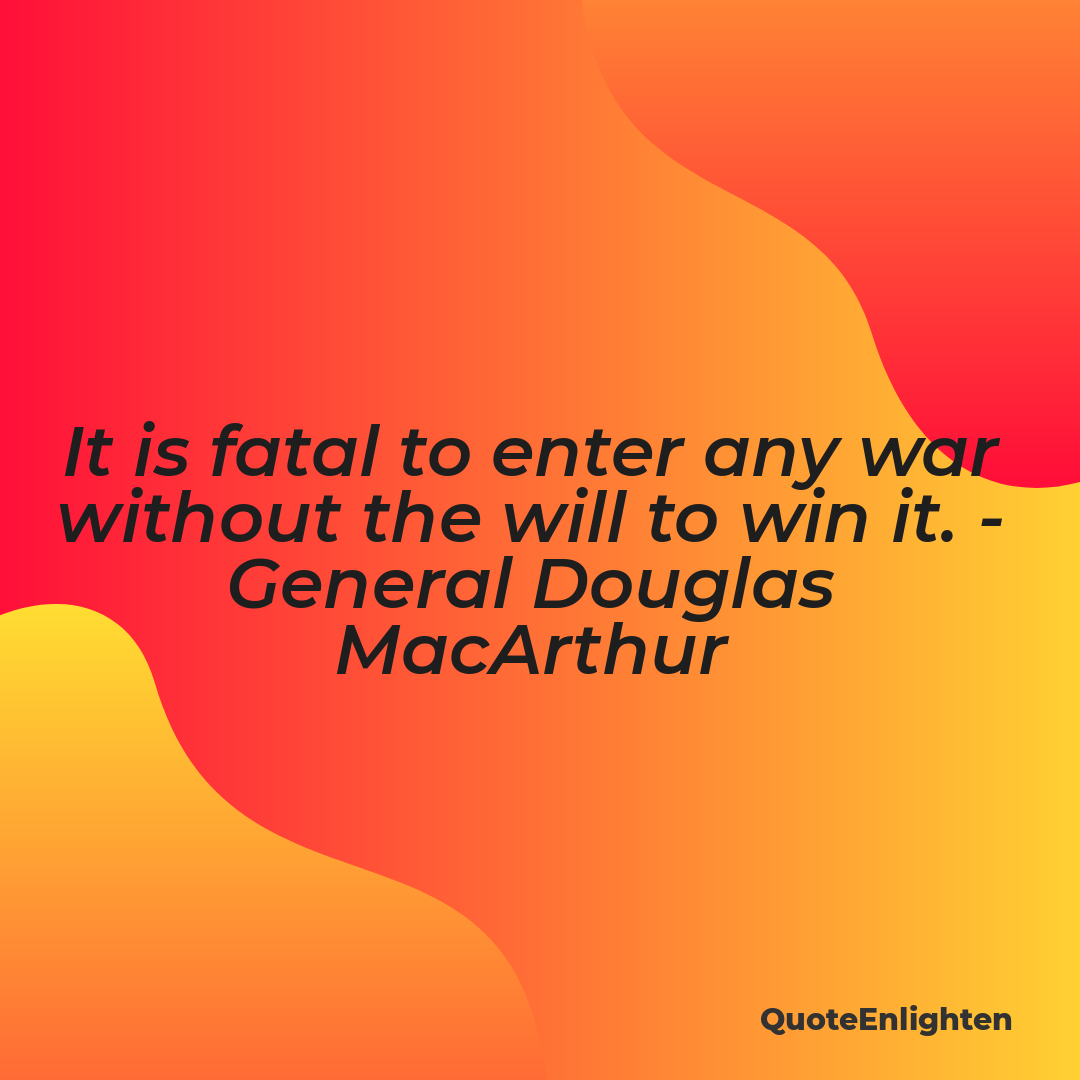 It is fatal to enter any war
without the will to win it. -
General Douglas
MacArthur
QuoteEnlighten